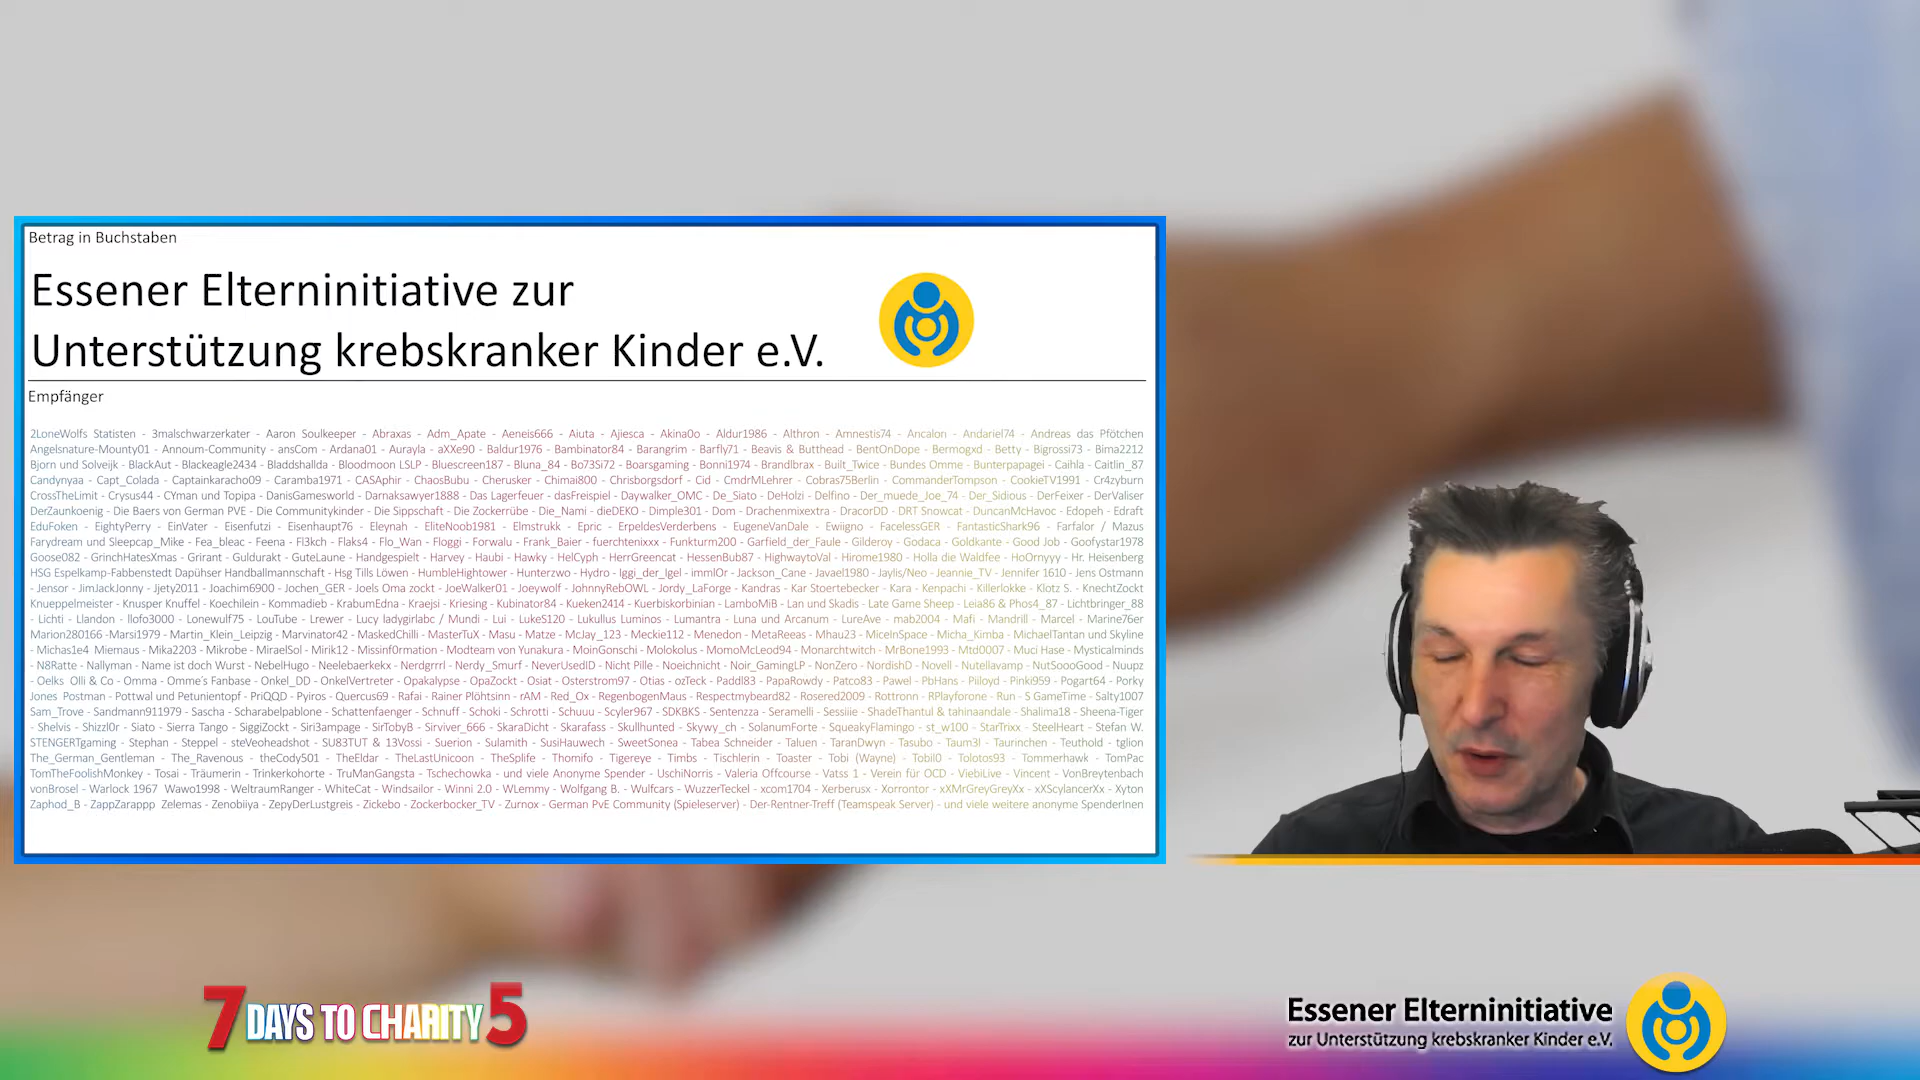 Betrag in Buchstaben
Essener Elterninitiative zur
Unterstützung krebskranker Kinder e.V.
Empfänger
2LoneWolfs Statisten - 3malschwarzerkater - Aaron Soulkeeper - Abraxas - Adm_Apate - Aeneis666 - Aiuta - Ajiesca - Akina0o - Aldur1986 - Althron - Amnestis74 - Ancalon - Andariel74 - Andreas das Pfötchen
Angelsnature-Mounty01 - Announ-Community - ansCom - Ardana01 - Aurayla - aXXe90 - Baldur1976 - Bambinator84 - Barangrim - Barfly71 - Beavis & Butthead - BentOnDope - Bermogxd - Betty - Bigrossi73 - Bima2212
Bjorn und Solveijk - BlackAut - Blackeagle2434 - Bladdshallda - Bloodmoon LSLP - Bluescreen187 - Bluna_84 - Bo73Si72 - Boarsgaming - Bonni1974 - Brandlbrax - Built_Twice - Bundes Omme - Bunterpapagei - Caihla - Caitlin_87
Candynyaa - Capt_Colada - Captainkaracho09 - Caramba1971 - CASAphir - ChaosBubu - Cherusker - Chimai800 - Chrisborgsdorf - Cid - CmdrMLehrer - Cobras75Berlin - CommanderTompson - CookieTV1991 - Cr4zyburn
CrossTheLimit - Crysus44 - CYman und Topipa - DanisGamesworld - Darnaksawyer1888 - Das Lagerfeuer - dasFreispiel - Daywalker_OMC - De_Siato - DeHolzi - Delfino - Der_muede_Joe_74 - Der_Sidious - DerFeixer - DerValiser
DerZaunkoenig - Die Baers von German PVE - Die Communitykinder - Die Sippschaft - Die Zockerrübe - Die_Nami - dieDEKO - Dimple301 - Dom - Drachenmixextra - DracorDD - DRT Snowcat - DuncanMcHavoc - Edopeh - Edraft
EduFoken - EightyPerry - EinVater - Eisenfutzi - Eisenhaupt76 - Eleynah - EliteNoob1981 - Elmstrukk - Epric - ErpeldesVerderbens - EugeneVanDale - Ewiigno - FacelessGER - FantasticShark96 - Farfalor / Mazus
Farydream und Sleepcap_Mike - Fea_bleac - Feena - Fl3kch - Flaks4 - Flo_Wan - Floggi - Forwalu - Frank_Baier - fuerchtenixxx - Funkturm200 - Garfield_der_Faule - Gilderoy - Godaca - Goldkante - Good Job - Goofystar1978
Goose082 - GrinchHatesXmas - Grirant - Guldurakt - GuteLaune - Handgespielt - Harvey - Haubi - Hawky - HelCyph - HerrGreencat - HessenBub87 - HighwaytoVal - Hirome1980 - Holla die Waldfee - HoOrnyyy - Hr. Heisenberg
HSG Espelkamp-Fabbenstedt Dapühser Handballmannschaft - Hsg Tills Löwen - HumbleHightower - Hunterzwo - Hydro - Iggi_der_Igel - immlOr - Jackson_Cane - Javael1980 - Jaylis/Neo - Jeannie_TV - Jennifer 1610 - Jens Ostmann
- Jensor - JimJackJonny - Jjety2011 - Joachim6900 - Jochen_GER - Joels Oma zockt - JoeWalker01 - Joeywolf - JohnnyRebOWL - Jordy_LaForge - Kandras - Kar Stoertebecker - Kara - Kenpachi - Killerlokke - Klotz S. - KnechtZockt
Knueppelmeister - Knusper Knuffel - Koechilein - Kommadieb - KrabumEdna - Kraejsi - Kriesing - Kubinator84 - Kueken2414 - Kuerbiskorbinian - LamboMiB - Lan und Skadis - Late Game Sheep - Leia86 & Phos4_87 - Lichtbringer_88
- Lichti - Llandon - llofo3000 - Lonewulf75 - LouTube - Lrewer - Lucy ladygirlabc / Mundi - Lui - LukeS120 - Lukullus Luminos - Lumantra - Luna und Arcanum - LureAve - mab2004 - Mafi - Mandrill - Marcel - Marine76er
Marion280166 -Marsi1979 - Martin_Klein_Leipzig - Marvinator42 - MaskedChilli - MasterTuX - Masu - Matze - McJay_123 - Meckie112 - Menedon - MetaReeas - Mhau23 - MiceInSpace - Micha_Kimba - MichaelTantan und Skyline
- Michas1e4 Miemaus - Mika2203 - Mikrobe - MiraelSol - Mirik12 - Missinf0rmation - Modteam von Yunakura - MoinGonschi - Molokolus - MomoMcLeod94 - Monarchtwitch - MrBone1993 - Mtd0007 - Muci Hase - Mysticalminds
- N8Ratte - Nallyman - Name ist doch Wurst - NebelHugo - Neelebaerkekx - Nerdgrrrl - Nerdy_Smurf - NeverUsedID - Nicht Pille - Noeichnicht - Noir_GamingLP - NonZero - NordishD - Novell - Nutellavamp - NutSoooGood - Nuupz
- Oelks Olli & Co - Omma - Omme´s Fanbase - Onkel_DD - OnkelVertreter - Opakalypse - OpaZockt - Osiat - Osterstrom97 - Otias - ozTeck - Paddl83 - PapaRowdy - Patco83 - Pawel - PbHans - Piiloyd - Pinki959 - Pogart64 - Porky
Jones Postman - Pottwal und Petunientopf - PriQQD - Pyiros - Quercus69 - Rafai - Rainer Plöhtsinn - rAM - Red_Ox - RegenbogenMaus - Respectmybeard82 - Rosered2009 - Rottronn - RPlayforone - Run - S GameTime - Salty1007
Sam_Trove - Sandmann911979 - Sascha - Scharabelpablone - Schattenfaenger - Schnuff - Schoki - Schrotti - Schuuu - Scyler967 - SDKBKS - Sentenzza - Seramelli - Sessiiie - ShadeThantul & tahinaandale - Shalima18 - Sheena-Tiger
- Shelvis - Shizzl0r - Siato - Sierra Tango - SiggiZockt - Siri3ampage - SirTobyB - Sirviver_666 - SkaraDicht - Skarafass - Skullhunted - Skywy_ch - SolanumForte - SqueakyFlamingo - st_w100 - StarTrixx - SteelHeart - Stefan W.
STENGERTgaming - Stephan - Steppel - steVeoheadshot - SU83TUT & 13Vossi - Suerion - Sulamith - SusiHauwech - SweetSonea - Tabea Schneider - Taluen - TaranDwyn - Tasubo - Taum3l - Taurinchen - Teuthold - tglion
The_German_Gentleman - The_Ravenous - theCody501 - TheEldar - TheLastUnicoon - TheSplife - Thomifo - Tigereye - Timbs - Tischlerin - Toaster - Tobi (Wayne) - Tobil0 - Tolotos93 - Tommerhawk - TomPac
TomTheFoolishMonkey - Tosai - Träumerin - Trinkerkohorte - TruManGangsta - Tschechowka - und viele Anonyme Spender - UschiNorris - Valeria Offcourse - Vatss 1 - Verein für OCD - ViebiLive - Vincent - VonBreytenbach
vonBrosel - Warlock 1967 Wawo1998 - WeltraumRanger - WhiteCat - Windsailor - Winni 2.0 - WLemmy - Wolfgang B. - Wulfcars - WuzzerTeckel - xcom1704 - Xerberusx - Xorrontor - xXMrGreyGreyXx - xXScylancerXx - Xyton
Zaphod_B - ZappZarappp Zelemas - Zenobiiya - ZepyDerLustgreis - Zickebo - Zockerbocker_TV - Zurnox - German PvE Community (Spieleserver) - Der-Rentner-Treff (Teamspeak Server) - und viele weitere anonyme SpenderInen
7 DAYS TO CHARITY 5
Essener Elterninitiative
zur Unterstützung krebskranker Kinder e.V.